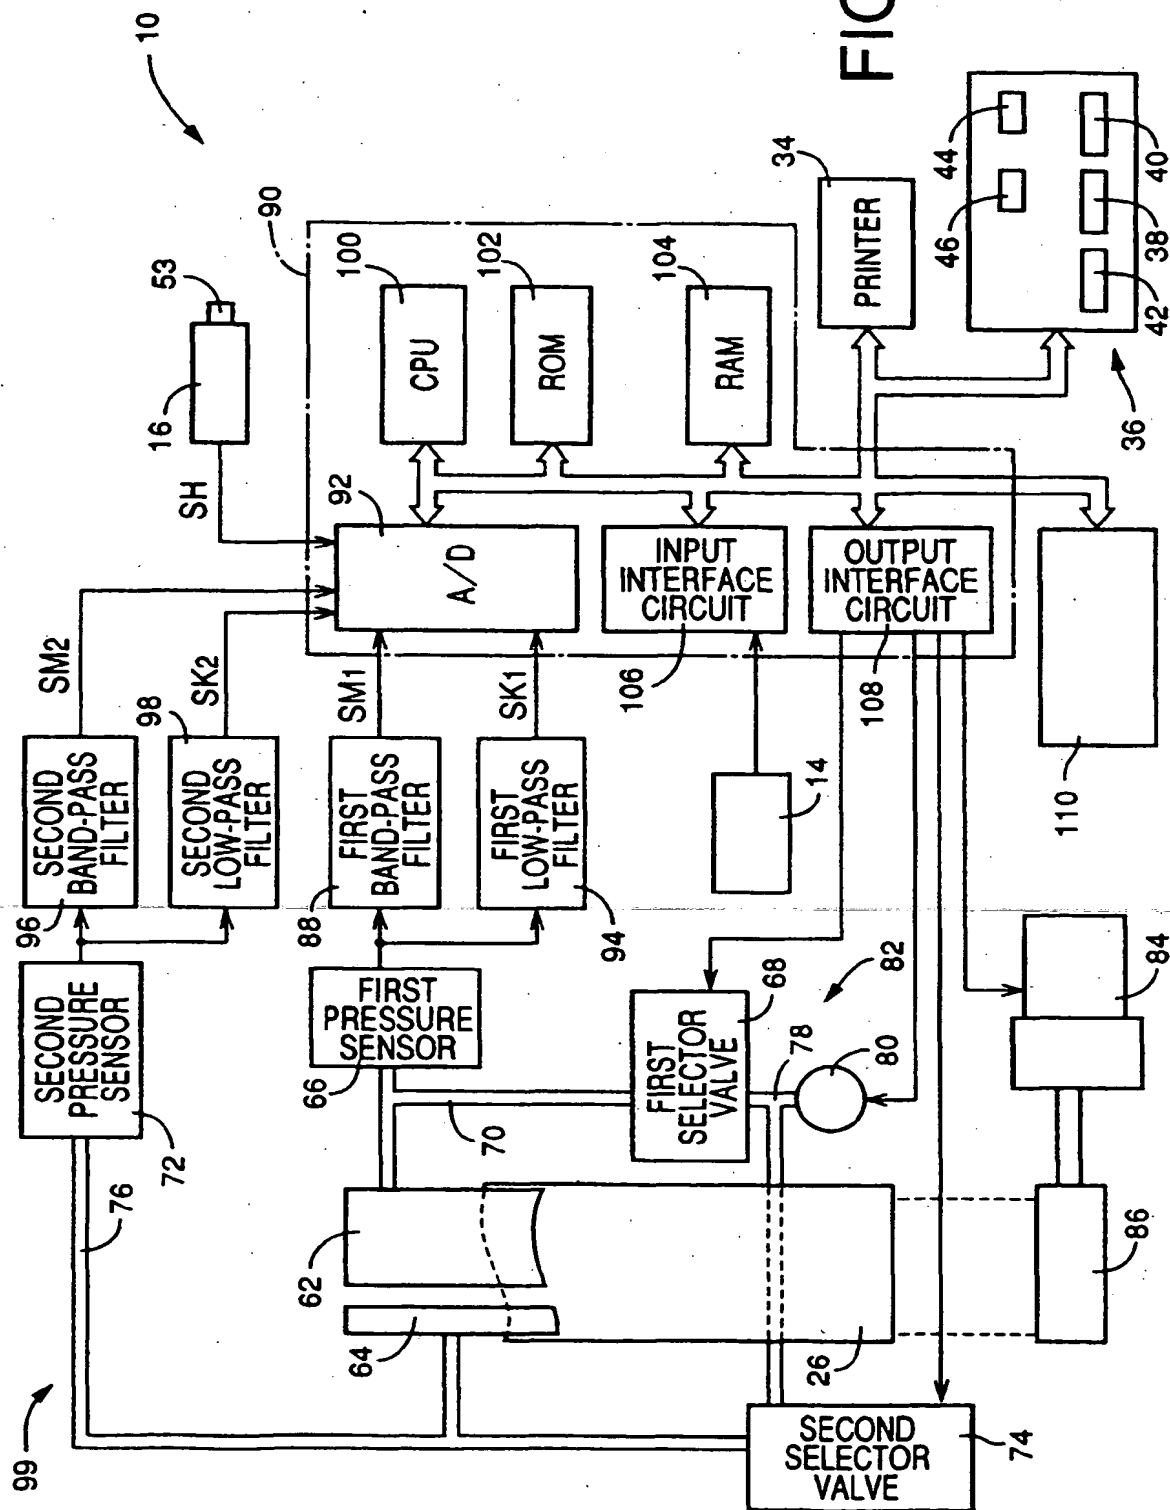 FIG
10
99
76
SECOND
PRESSURE
SENSOR
72
96
SECOND
BAND-PASS
FILTER
98
SECOND
LOW-PASS
FILTER
SM2
SK2
SH
16
53
90
62
64
FIRST
PRESSURE
SENSOR
66
70
88
FIRST
BAND-PASS
FILTER
SM1
FIRST
LOW-PASS
FILTER
94
SK1
92
A/D
100
CPU
102
ROM
104
RAM
FIRST
SELECTOR
VALVE
68
82
78
80
14
INPUT
INTERFACE
CIRCUIT
106
OUTPUT
INTERFACE
CIRCUIT
108
34
PRINTER
46
44
42
38
40
36
26
SECOND
SELECTOR
VALVE
74
86
84
110